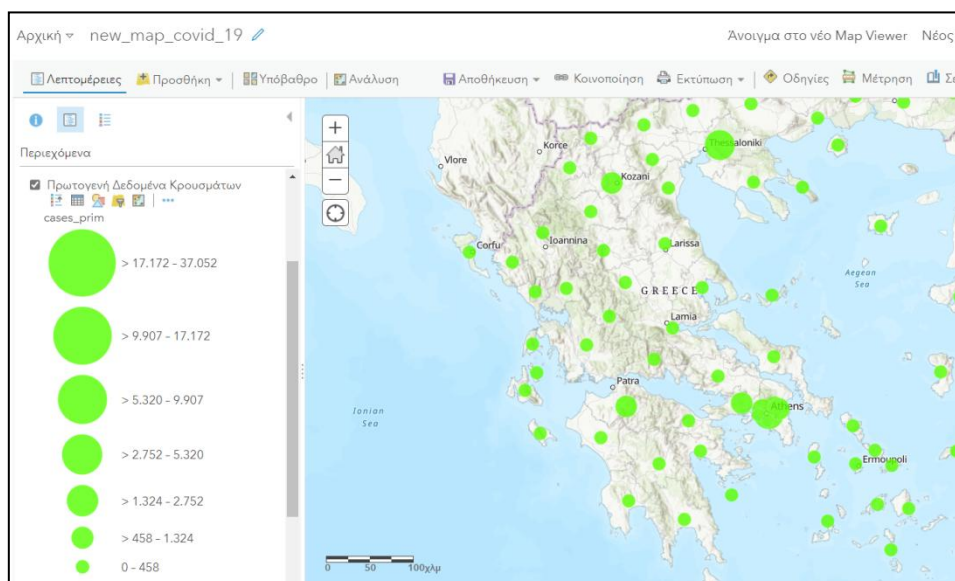 Αρχική new_map_covid_19 Άνοιγμα στο νέο Map Viewer Νέος
Λεπτομέρειες Προσθήκη Υπόβαθρο Ανάλυση Αποθήκευση Κοινοποίηση Εκτύπωση Οδηγίες Μέτρηση
Περιεχόμενα
Πρωτογενή Δεδομένα Κρουσμάτων
cases_prim
> 17.172 - 37.052
> 9.907 - 17.172
> 5.320 - 9.907
> 2.752 - 5.320
> 1.324 - 2.752
> 458 - 1.324
0 - 458
Korce
Vlore
Thessaloniki
Kozani
Ioannina
Corfu
Larissa
GREECE
Aegean
Sea
Lamia
Patra
Ionian
Sea
Athens
Ermoupoli
0 50 100χλμ